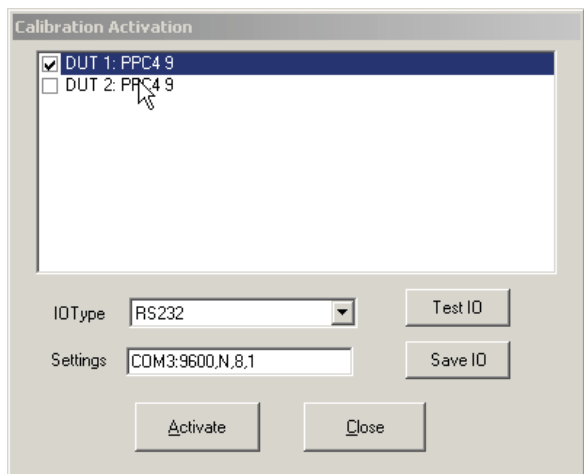 Calibration Activation
DUT 1: PPC4 9
DUT 2: PPC4 9
IOType
RS232
Test IO
Settings
COM3:9600,N,8,1
Save IO
Activate
Close